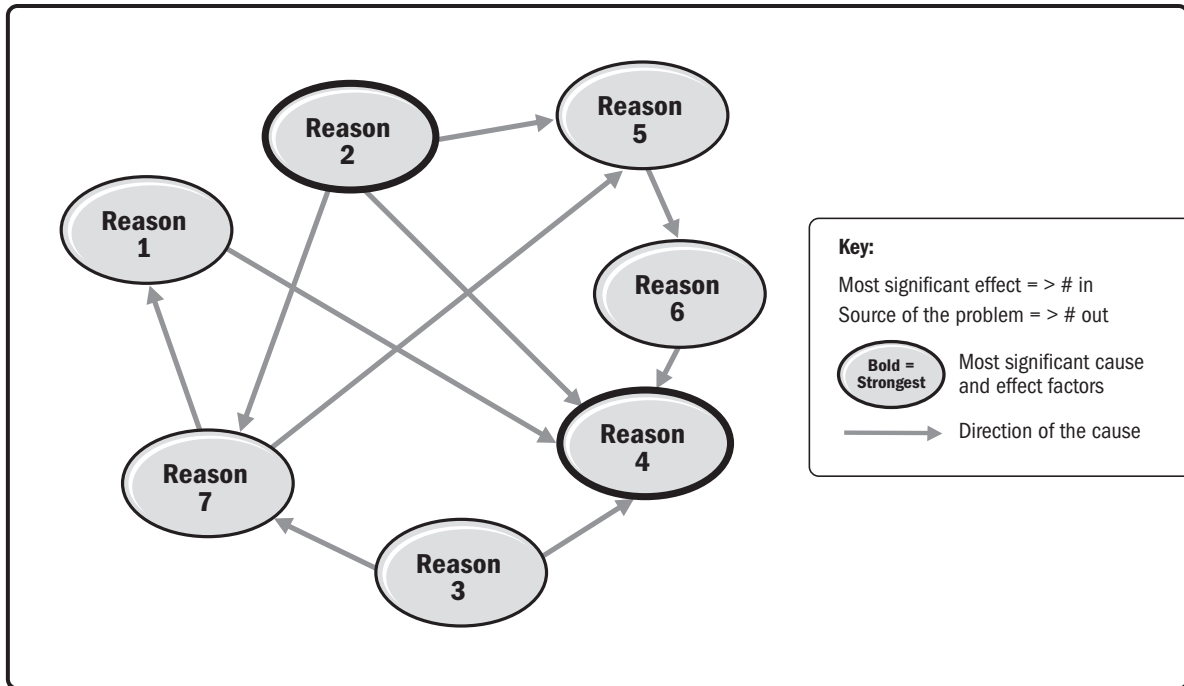 Reason
5
Reason
2
Reason
1
Reason
6
Reason
4
Reason
7
Reason
3
Key:
Most significant effect = > # in
Source of the problem = > # out
Bold =
Strongest
Most significant cause
and effect factors
Direction of the cause